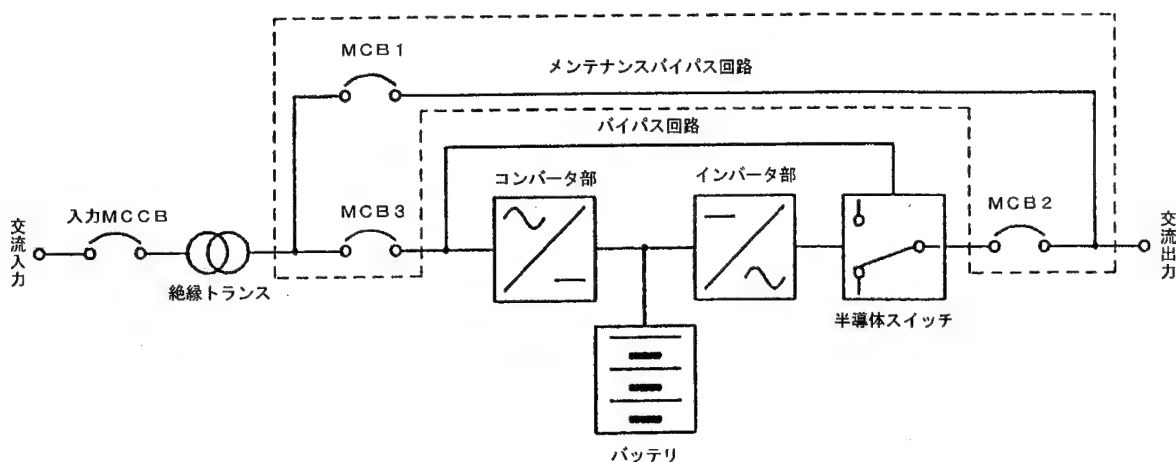 MCB1
メンテナンスバイパス回路
バイパス回路
コンバータ部
インバータ部
交流入力
入力MCCB
MCB3
MCB2
交流出力
絶縁トランス
半導体スイッチ
バッテリ